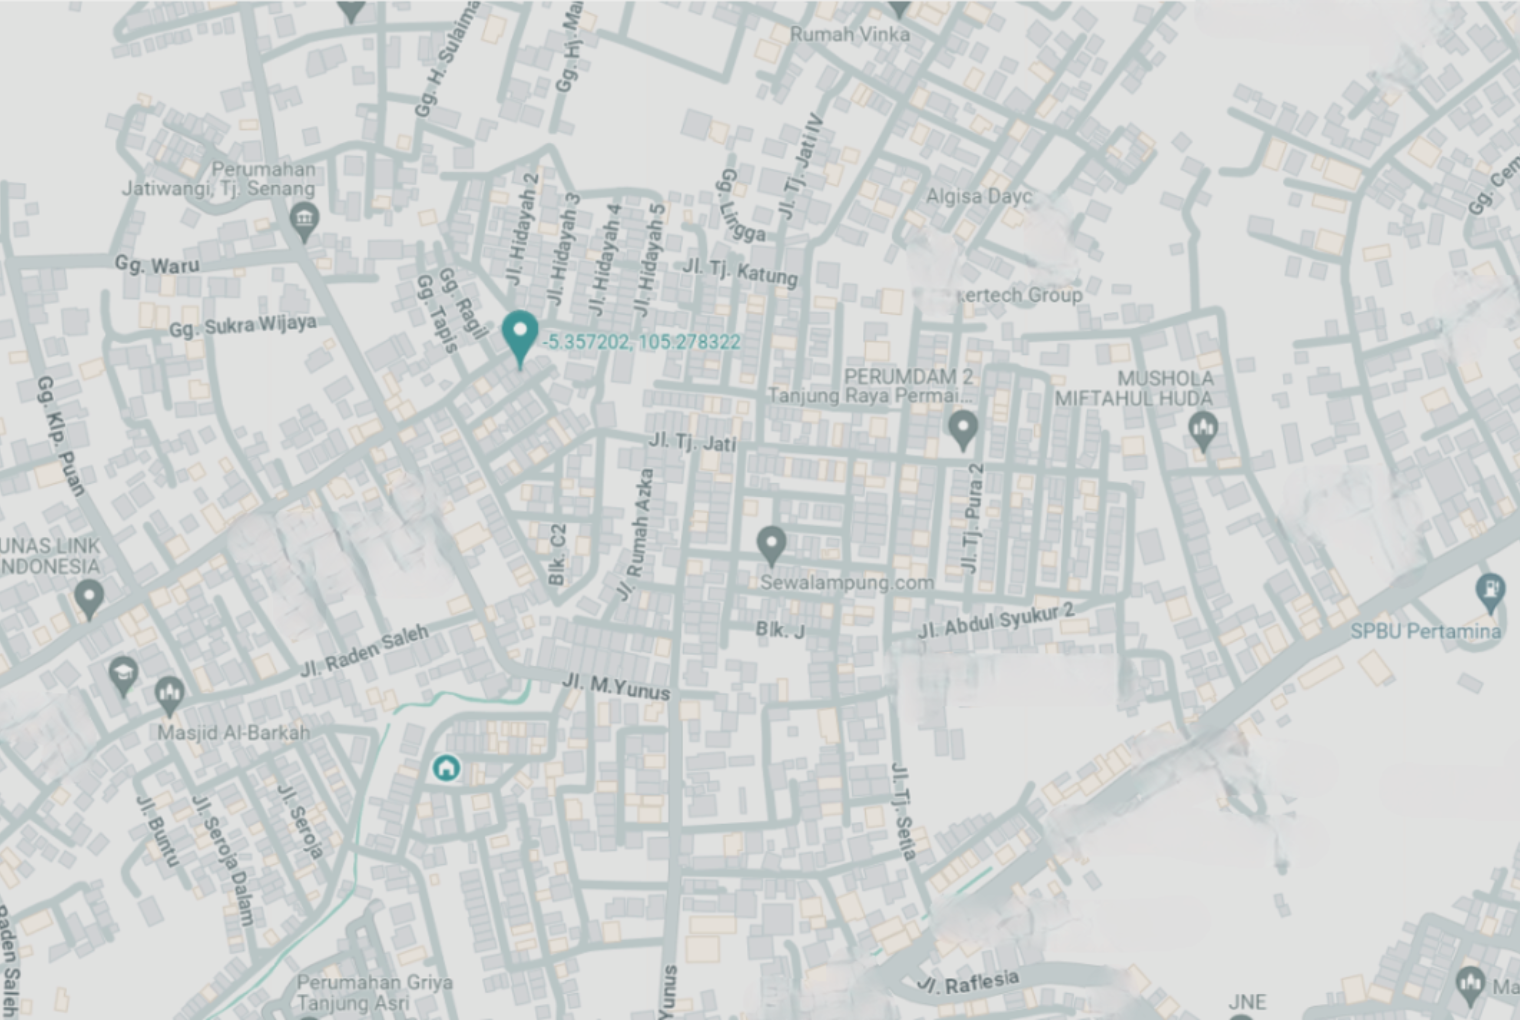 Rumah Vinka
Gg. H. Sulaima
Gg. Hj. Mar
Jl. Tj. Jati IV
Perumahan
Jatiwangi, Tj. Senang
Algisa Dayc
Gg. Cem
Gg. Lingga
Jl. Hidayah 2
Jl. Hidayah 3
Jl. Hidayah 4
Jl. Hidayah 5
Gg. Waru
Jl. Tj. Katung
Gg. Ragil
Gg. Tapis
ertech Group
Gg. Sukra Wijaya
-5.357202, 105.278322
PERUMDAM 2
Tanjung Raya Permai...
MUSHOLA
MIFTAHUL HUDA
Gg. Klp. Puan
Jl. Tj. Jati
Jl. Rumah Azka
Jl. Tj. Pura 2
Blk. C2
UNAS LINK
NDONESIA
Sewalampung.com
Blk. J
Jl. Abdul Syukur 2
SPBU Pertamina
Jl. Raden Saleh
Jl. M.Yunus
Masjid Al-Barkah
Jl. Buntu
Jl. Seroja Dalam
Jl. Seroja
Jl. Tj. Setia
Raden Saleh
Perumahan Griya
Tanjung Asri
Yunus
Jl. Raflesia
JNE
Ma